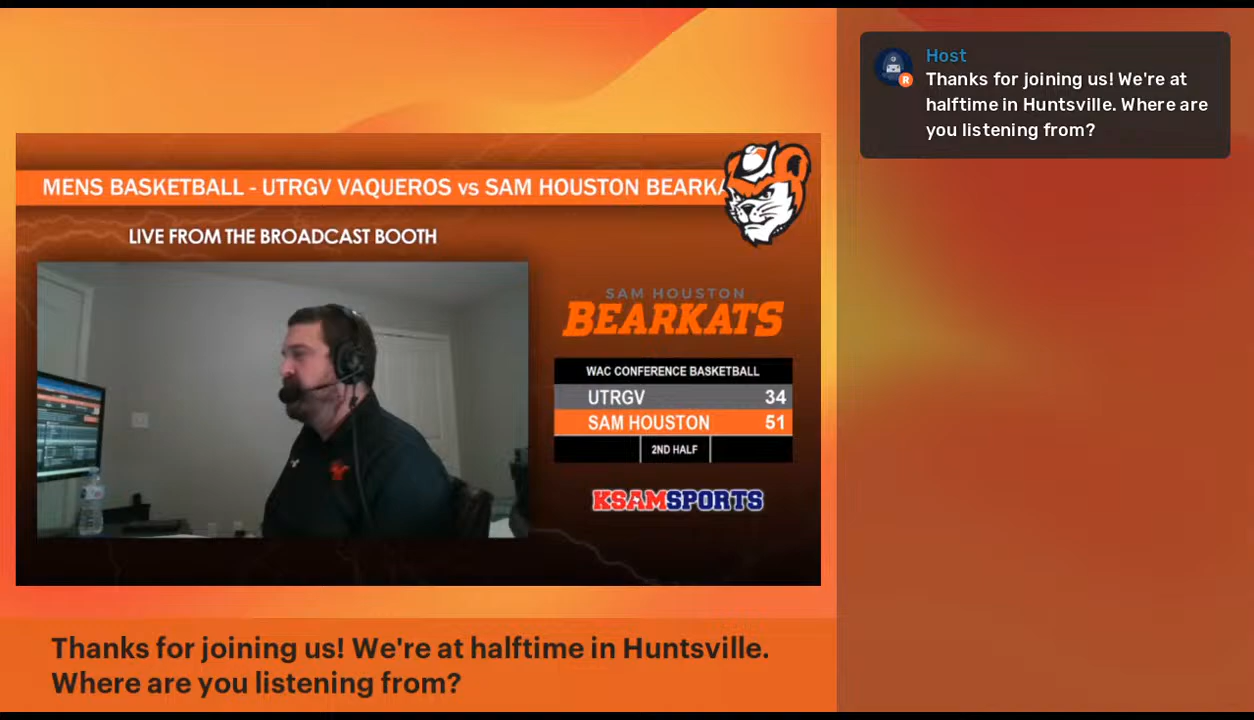 Host
Thanks for joining us! We're at
halftime in Huntsville. Where are
you listening from?
R
MENS BASKETBALL - UTRGV VAQUEROS vs SAM HOUSTON BEARKA
LIVE FROM THE BROADCAST BOOTH
SAM HOUSTON
BEARKATS
WAC CONFERENCE BASKETBALL
UTRGV 34
SAM HOUSTON 51
2ND HALF
KSAMSPORTS
Thanks for joining us! We're at halftime in Huntsville.
Where are you listening from?